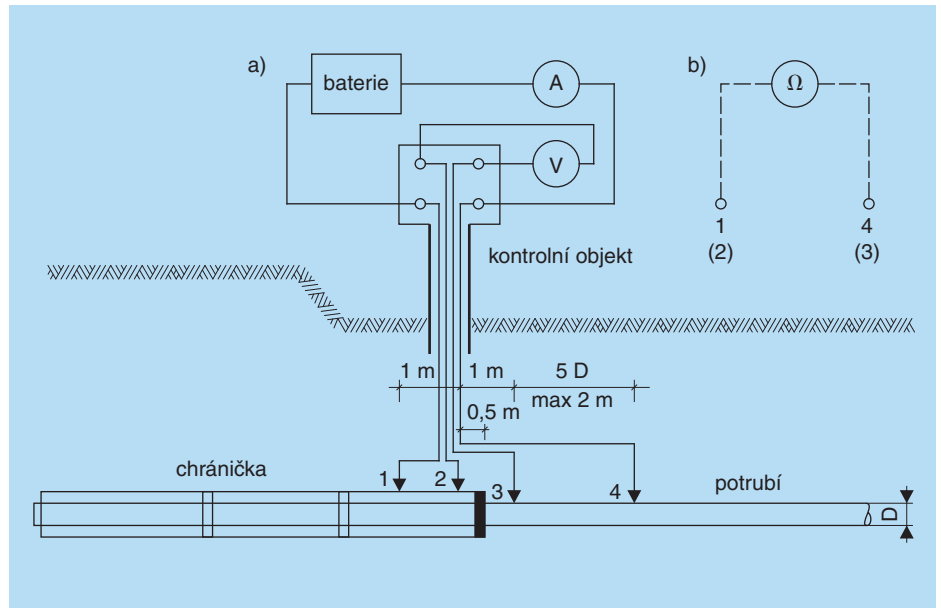 a)
baterie
A
b)
Ω
V
1
(2)
4
(3)
kontrolní objekt
1 m
1 m
5 D
max 2 m
0,5 m
chránička
1
2
3
4
potrubí
D